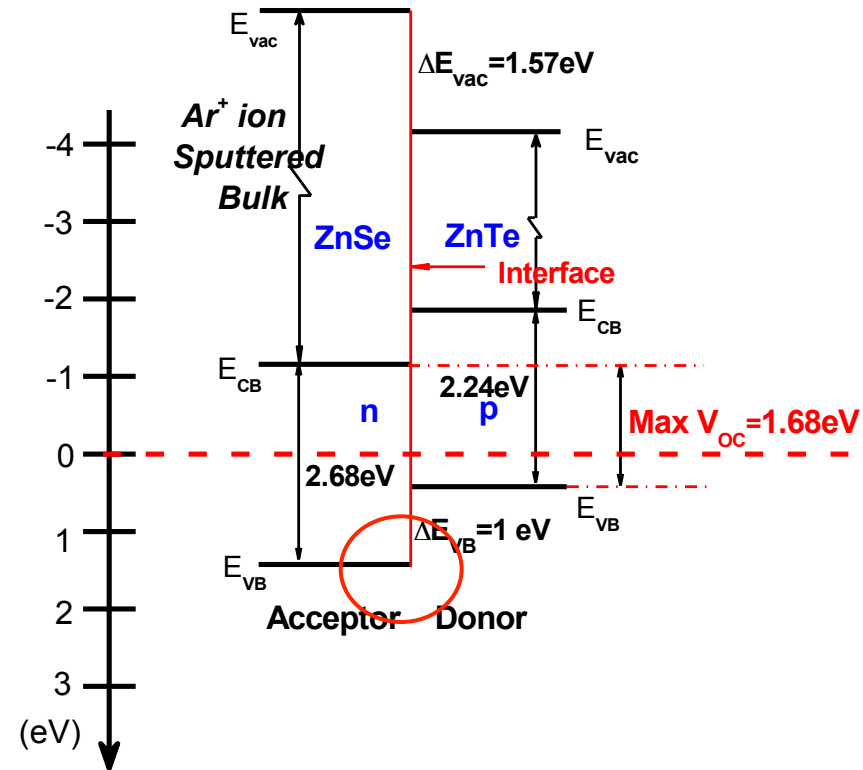 E_vac
ΔE_vac=1.57eV
Ar⁺ ion
Sputtered
Bulk
E_vac
-4
-3
-2
-1
0
1
2
3
(eV)
ZnSe
ZnTe
Interface
E_CB
E_CB
2.24eV
n
p
Max V_OC=1.68eV
2.68eV
E_VB
ΔE_VB=1 eV
E_VB
Acceptor
Donor